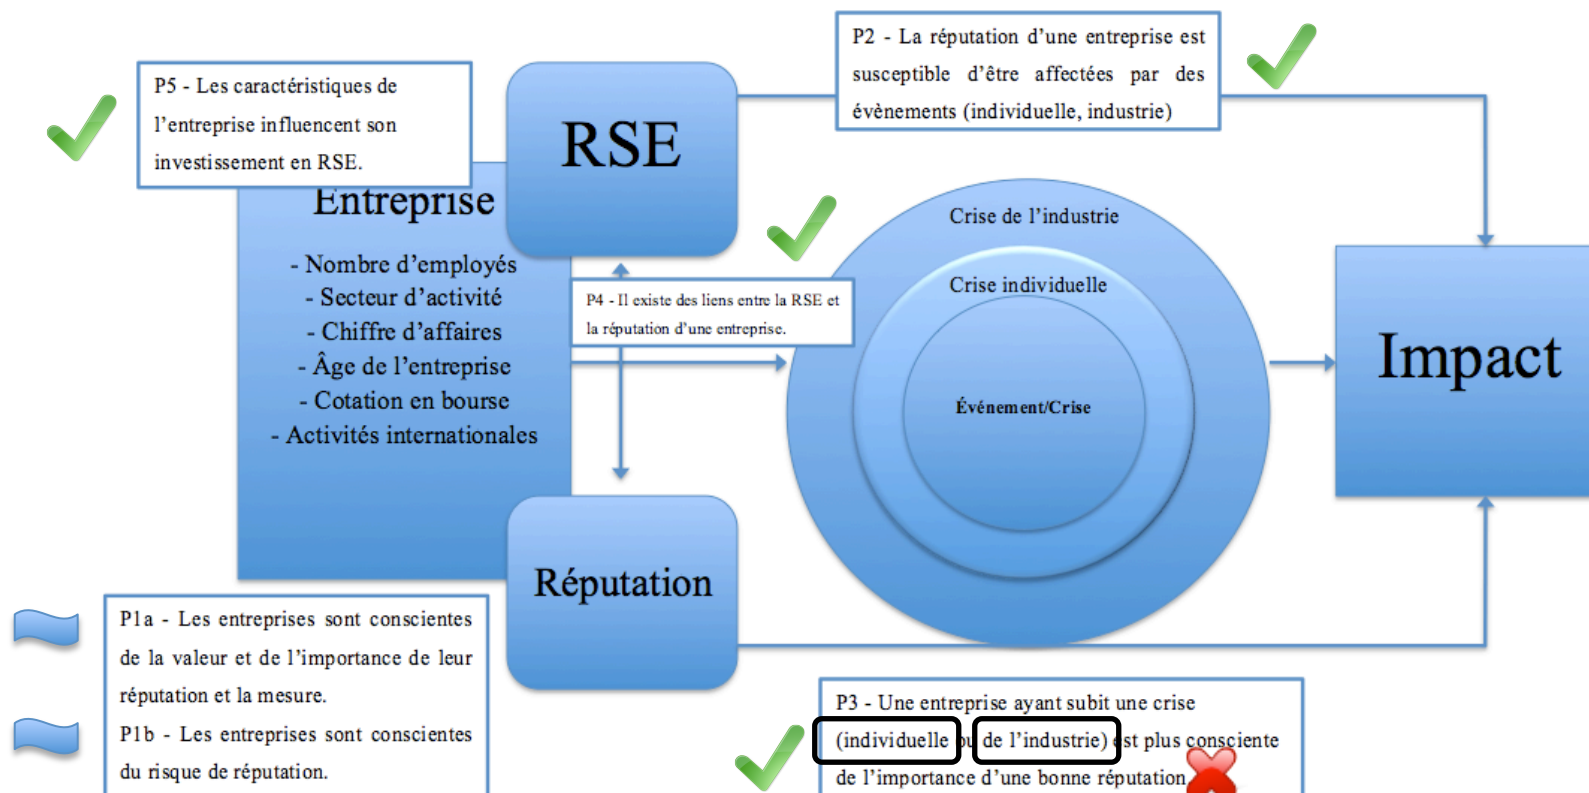 P2 - La réputation d’une entreprise est
susceptible d’être affectées par des
évènements (individuelle, industrie)
P5 - Les caractéristiques de
l’entreprise influencent son
investissement en RSE.
RSE
Entreprise
- Nombre d’employés
- Secteur d’activité
- Chiffre d’affaires
- Âge de l’entreprise
- Cotation en bourse
- Activités internationales
P4 - Il existe des liens entre la RSE et
la réputation d’une entreprise.
Crise de l’industrie
Crise individuelle
Événement/Crise
Impact
Réputation
P1a - Les entreprises sont conscientes
de la valeur et de l’importance de leur
réputation et la mesure.
P1b - Les entreprises sont conscientes
du risque de réputation.
P3 - Une entreprise ayant subit une crise
(individuelle ou de l’industrie) est plus consciente
de l’importance d’une bonne réputation